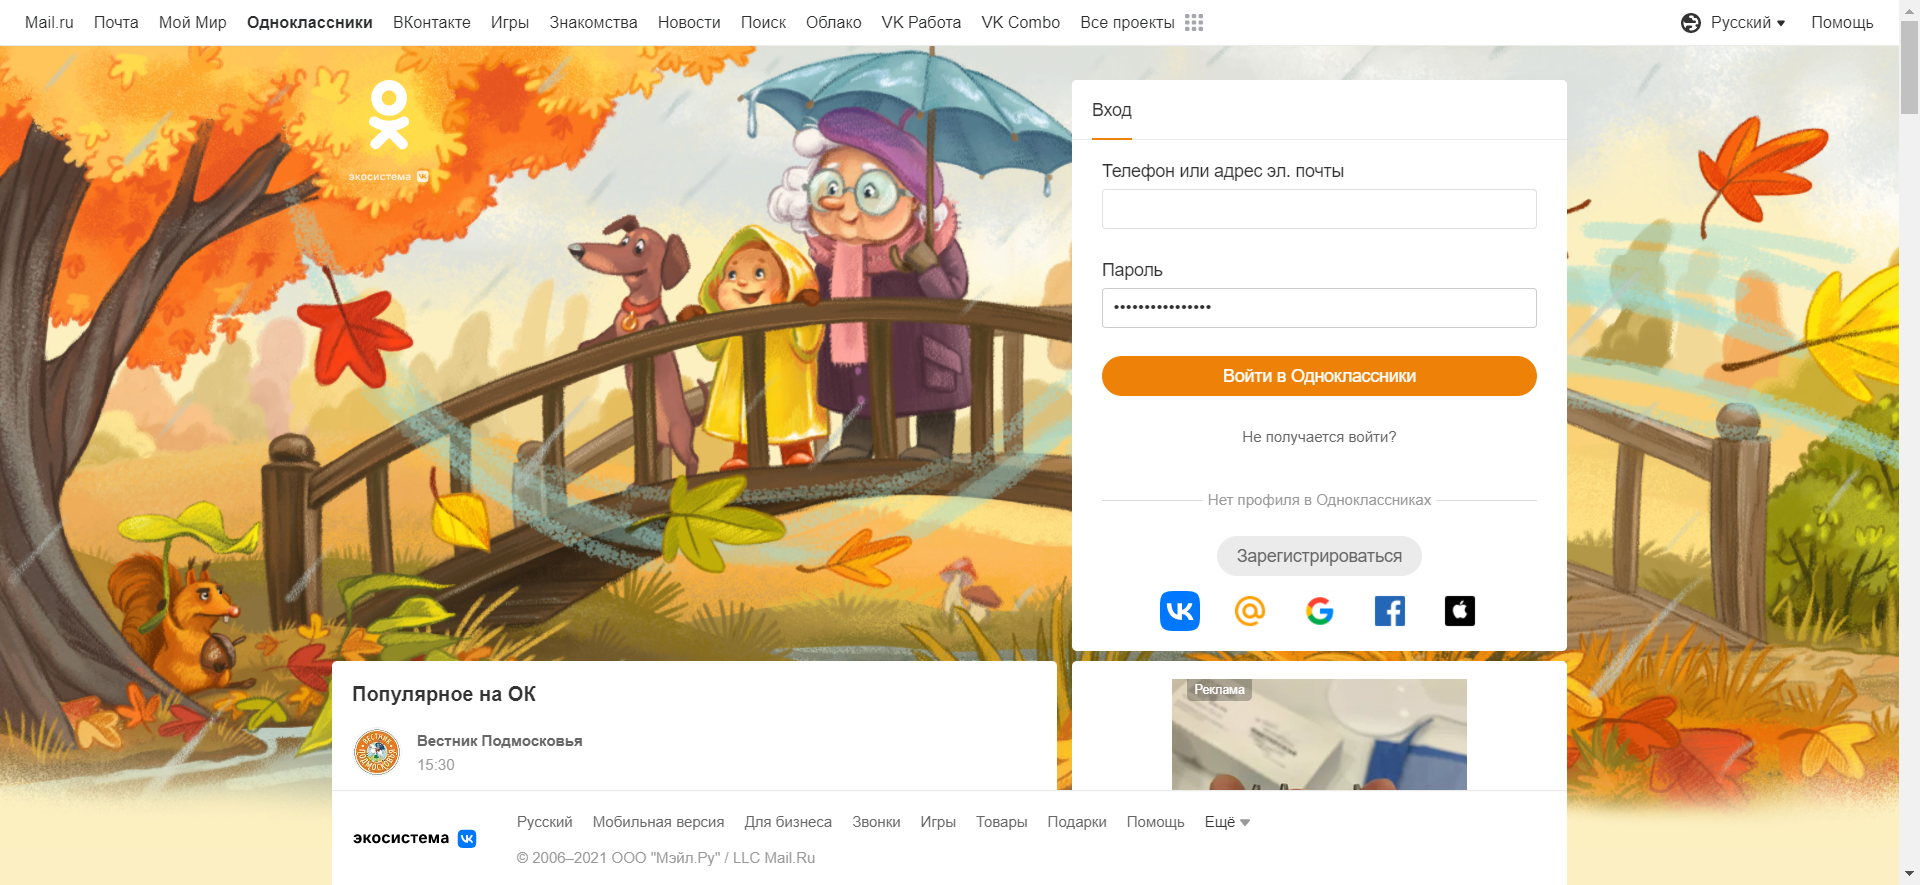 Mail.ru Почта Мой Мир Одноклассники ВКонтакте Игры Знакомства Новости Поиск Облако VK Работа VK Combo Все проекты Русский Помощь
экосистема
Вход
Телефон или адрес эл. почты
Пароль
••••••••••••••••
Войти в Одноклассники
Не получается войти?
Нет профиля в Одноклассниках
Зарегистрироваться
Популярное на ОК
Вестник Подмосковья
15:30
Реклама
экосистема
Русский Мобильная версия Для бизнеса Звонки Игры Товары Подарки Помощь Ещё
© 2006–2021 ООО "Мэйл.Ру" / LLC Mail.Ru